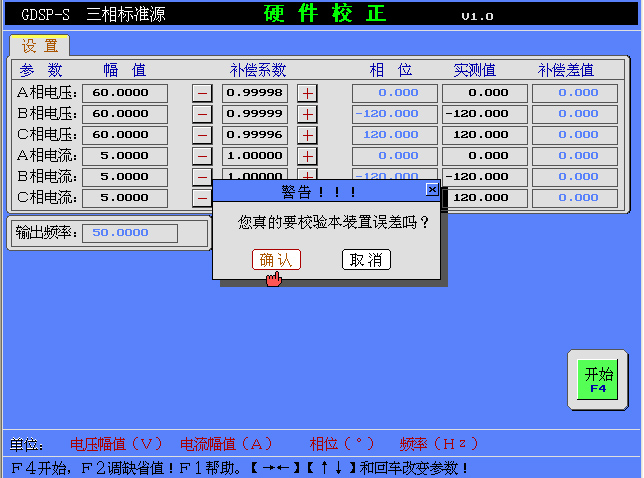 GDSP-S 三相标准源 硬件校正 V1.0
设置
参数 幅值 补偿系数 相位 实测值 补偿差值
A相电压: 60.0000 − 0.99998 + 0.000 0.000 0.000
B相电压: 60.0000 − 0.99999 + -120.000 -120.000 0.000
C相电压: 60.0000 − 0.99996 + 120.000 120.000 0.000
A相电流: 5.0000 − 1.00000 + 0.000 0.000 0.000
B相电流: 5.0000 − 1.00000 + -120.000 -120.000 0.000
C相电流: 5.0000 − 120.000 0.000
输出频率: 50.0000
警告!!!
您真的要校验本装置误差吗?
确认 取消
开始
F4
单位: 电压幅值(V) 电流幅值(A) 相位(°) 频率(Hz)
F4开始, F2调缺省值!F1帮助。【→←】【↑↓】和回车改变参数!